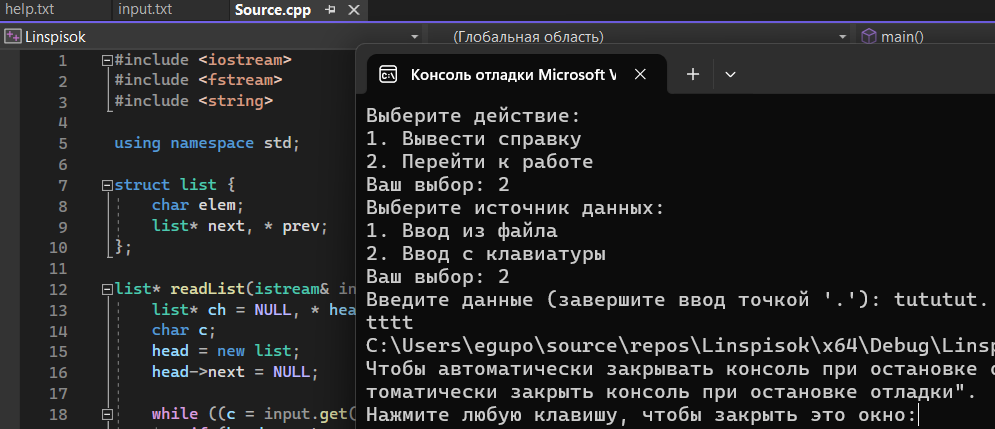 help.txt input.txt Source.cpp
Linspisok (Глобальная область) main()
1 #include <iostream>
2 #include <fstream>
3 #include <string>
4
5 using namespace std;
6
7 struct list {
8 char elem;
9 list* next, * prev;
10 };
11
12 list* readList(istream& in
13 list* ch = NULL, * hea
14 char c;
15 head = new list;
16 head->next = NULL;
17
18 while ((c = input.get(
Консоль отладки Microsoft V
Выберите действие:
1. Вывести справку
2. Перейти к работе
Ваш выбор: 2
Выберите источник данных:
1. Ввод из файла
2. Ввод с клавиатуры
Ваш выбор: 2
Введите данные (завершите ввод точкой '.'): tututut.
tttt
C:\Users\egupo\source\repos\Linspisok\x64\Debug\Linsp
Чтобы автоматически закрывать консоль при остановке о
томатически закрыть консоль при остановке отладки".
Нажмите любую клавишу, чтобы закрыть это окно: